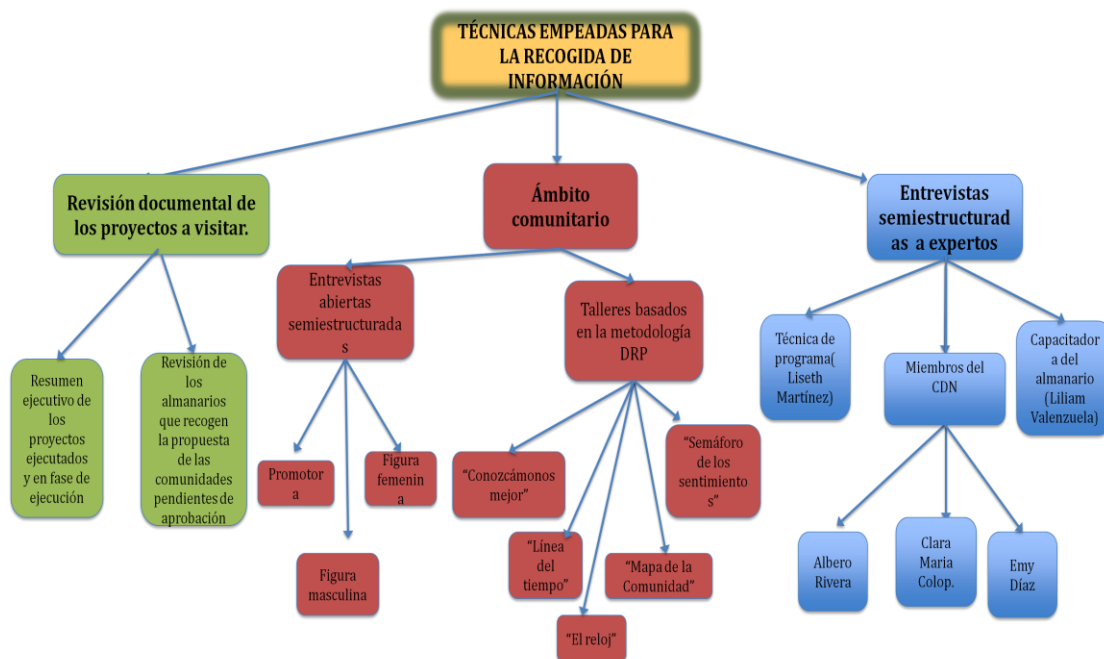 TÉCNICAS EMPEADAS PARA
LA RECOGIDA DE
INFORMACIÓN
Revisión documental de
los proyectos a visitar.
Ámbito
comunitario
Entrevistas
semiestructurad
as a expertos
Entrevistas
abiertas
semiestructurada
s
Talleres basados
en la metodología
DRP
Técnica de
programa(
Liseth
Martínez)
Miembros del
CDN
Capacitador
a del
almanario
(Liliam
Valenzuela)
Resumen
ejecutivo de
los
proyectos
ejecutados
y en fase de
ejecución
Revisión de
los
almanarios
que recogen
la propuesta
de las
comunidades
pendientes de
aprobación
Promotor
a
Figura
femenin
a
Figura
masculina
"Conozcámonos
mejor"
"Semáforo
de los
sentimiento
s"
"Línea
del
tiempo"
"Mapa de la
Comunidad"
"El reloj"
Albero
Rivera
Clara
Maria
Colop.
Emy
Díaz